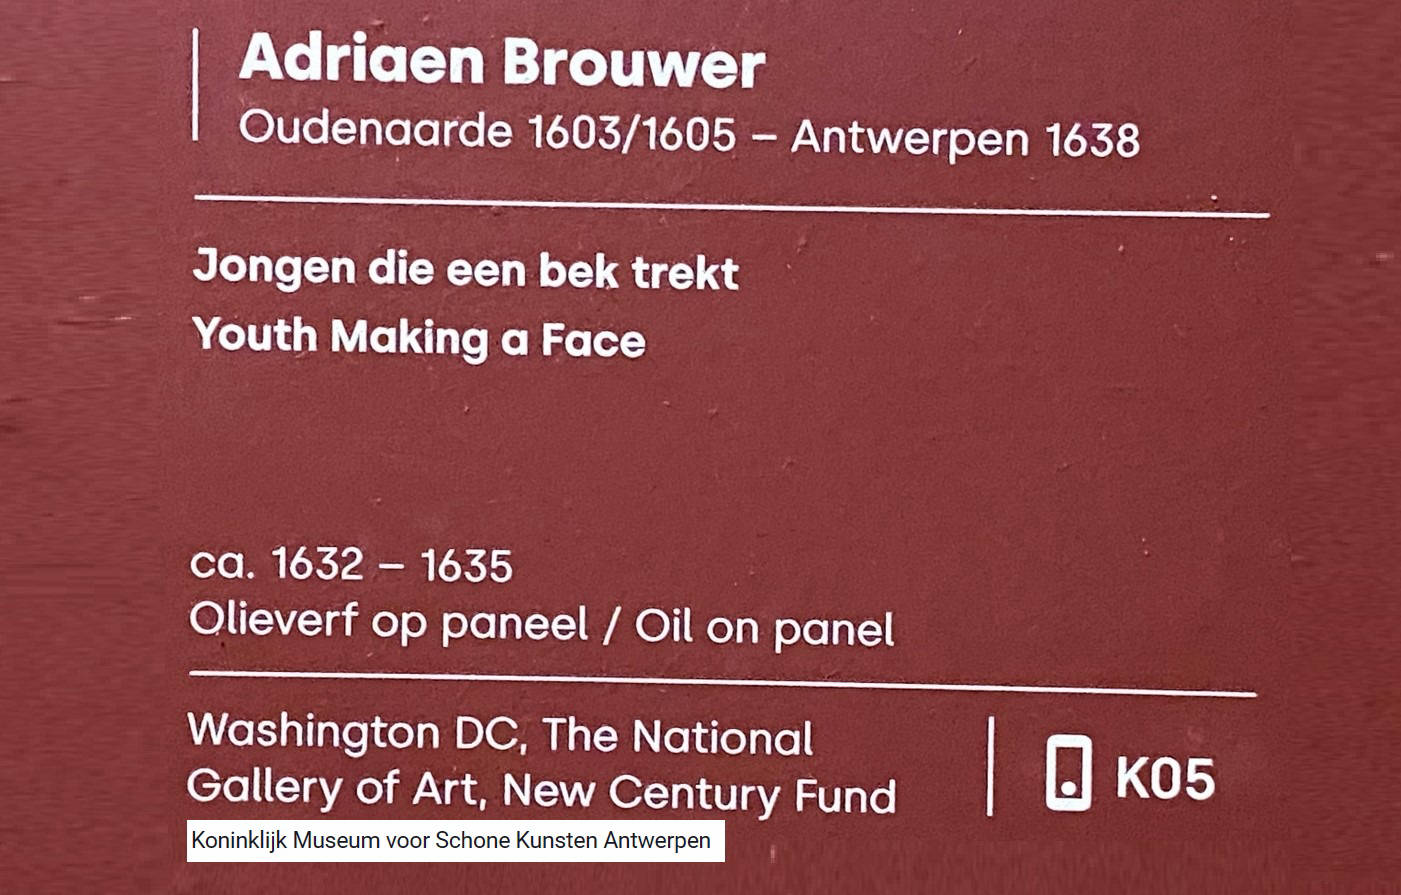 Adriaen Brouwer
Oudenaarde 1603/1605 – Antwerpen 1638
Jongen die een bek trekt
Youth Making a Face
ca. 1632 – 1635
Olieverf op paneel / Oil on panel
Washington DC, The National
Gallery of Art, New Century Fund
K05
Koninklijk Museum voor Schone Kunsten Antwerpen